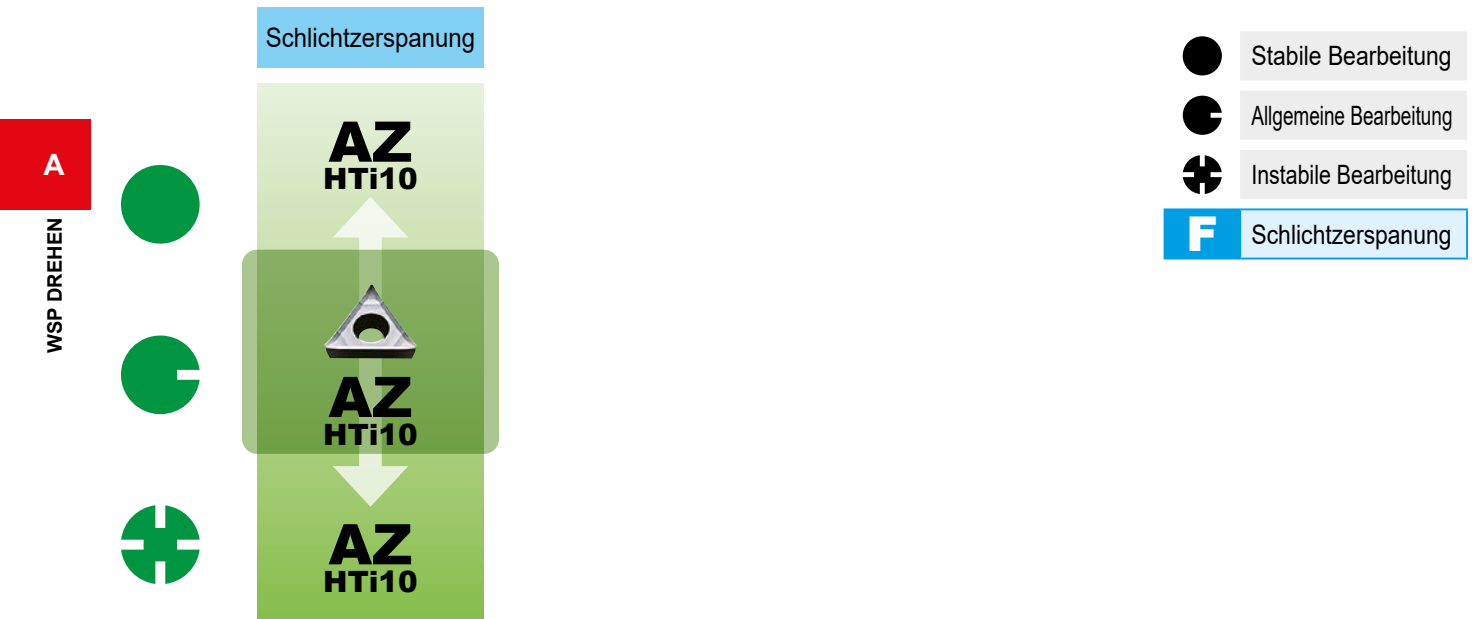 Schlichtzerspanung
AZ
HTi10
AZ
HTi10
AZ
HTi10
A
WSP DREHEN
Stabile Bearbeitung
Allgemeine Bearbeitung
Instabile Bearbeitung
F Schlichtzerspanung